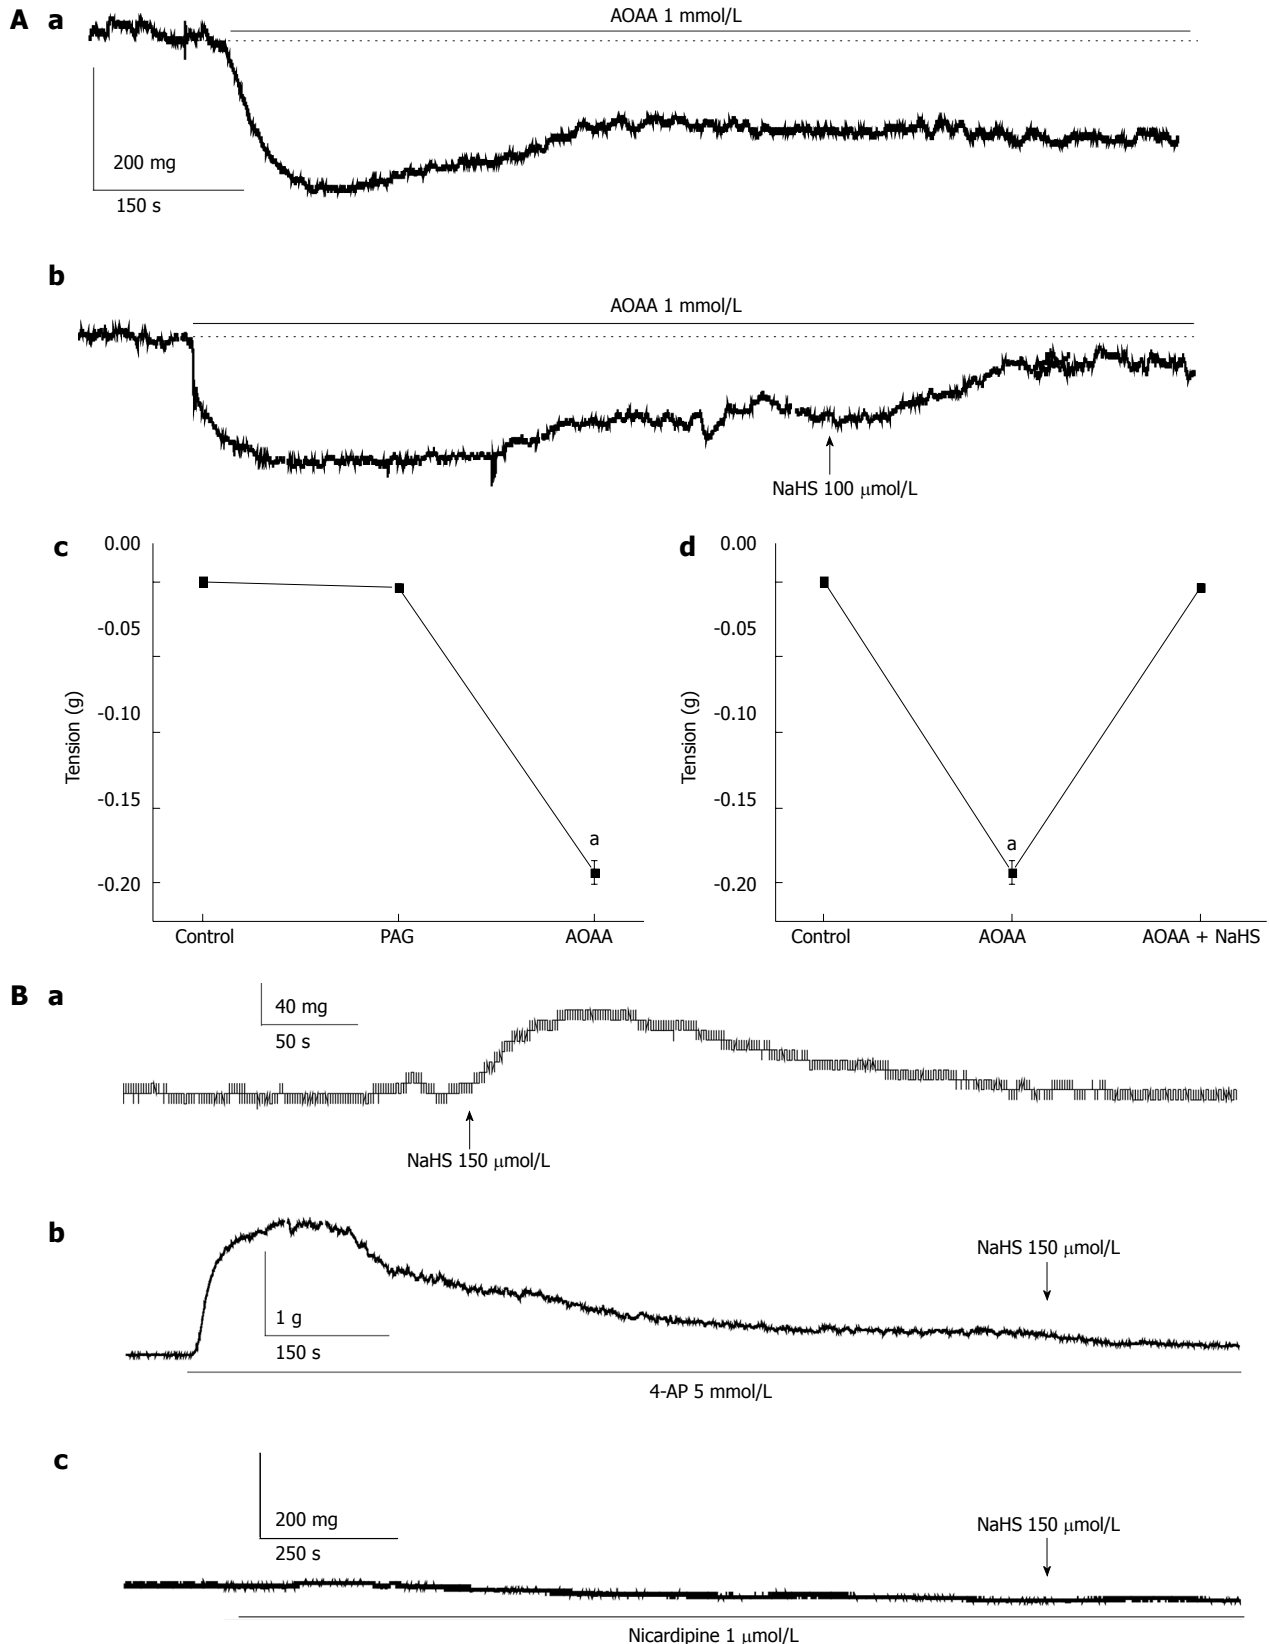 A a
AOAA 1 mmol/L
200 mg
150 s
b
AOAA 1 mmol/L
NaHS 100 μmol/L
c
0.00
-0.05
-0.10
-0.15
-0.20
Tension (g)
a
Control PAG AOAA
d
0.00
-0.05
-0.10
-0.15
-0.20
Tension (g)
a
Control AOAA AOAA + NaHS
B a
40 mg
50 s
NaHS 150 μmol/L
b
NaHS 150 μmol/L
1 g
150 s
4-AP 5 mmol/L
c
200 mg
250 s
NaHS 150 μmol/L
Nicardipine 1 μmol/L